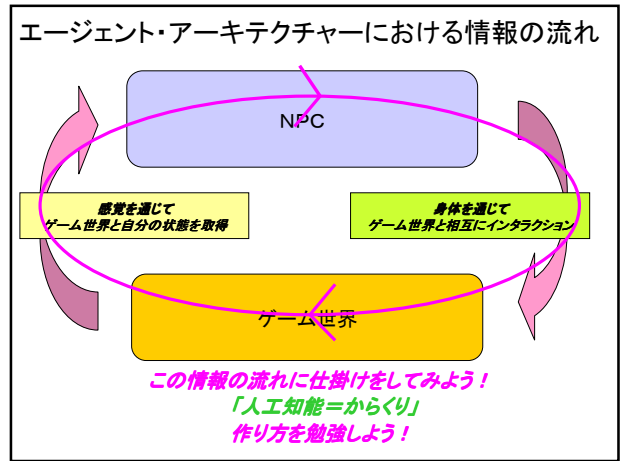 エージェント・アーキテクチャーにおける情報の流れ
NPC
感覚を通じて
ゲーム世界と自分の状態を取得
身体を通じて
ゲーム世界と相互にインタラクション
ゲーム世界
この情報の流れに仕掛けをしてみよう！
「人工知能＝からくり」
作り方を勉強しよう！